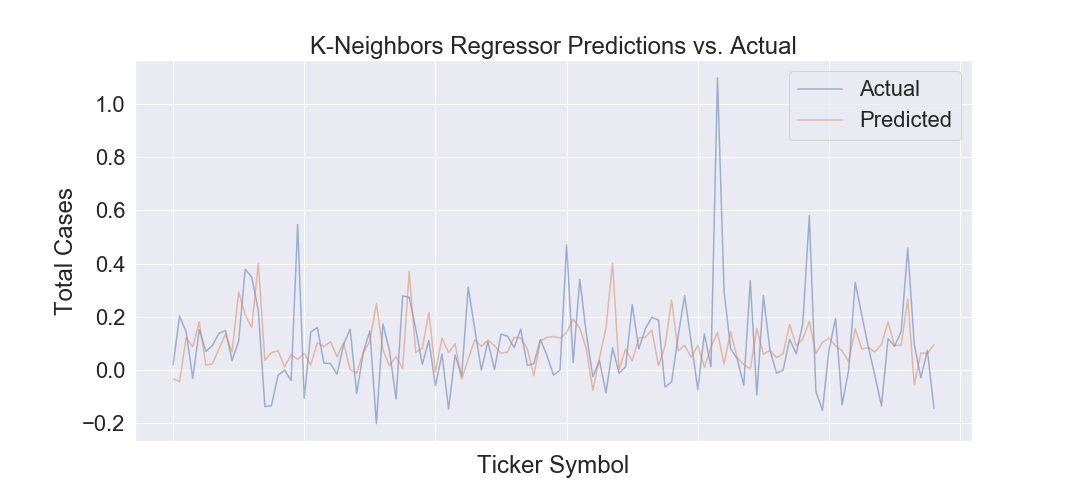 K-Neighbors Regressor Predictions vs. Actual
Actual
Predicted
1.0
0.8
0.6
0.4
0.2
0.0
−0.2
Total Cases
Ticker Symbol